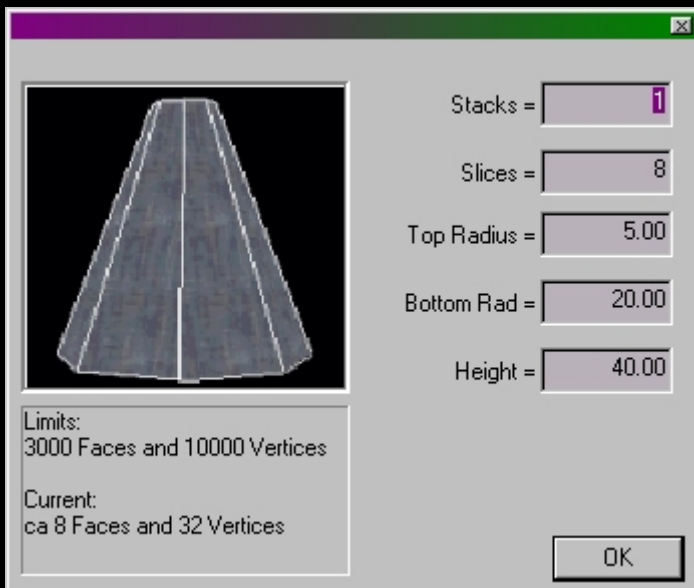 Stacks = 1
Slices = 8
Top Radius = 5.00
Bottom Rad = 20.00
Height = 40.00
Limits:
3000 Faces and 10000 Vertices
Current:
ca 8 Faces and 32 Vertices
OK